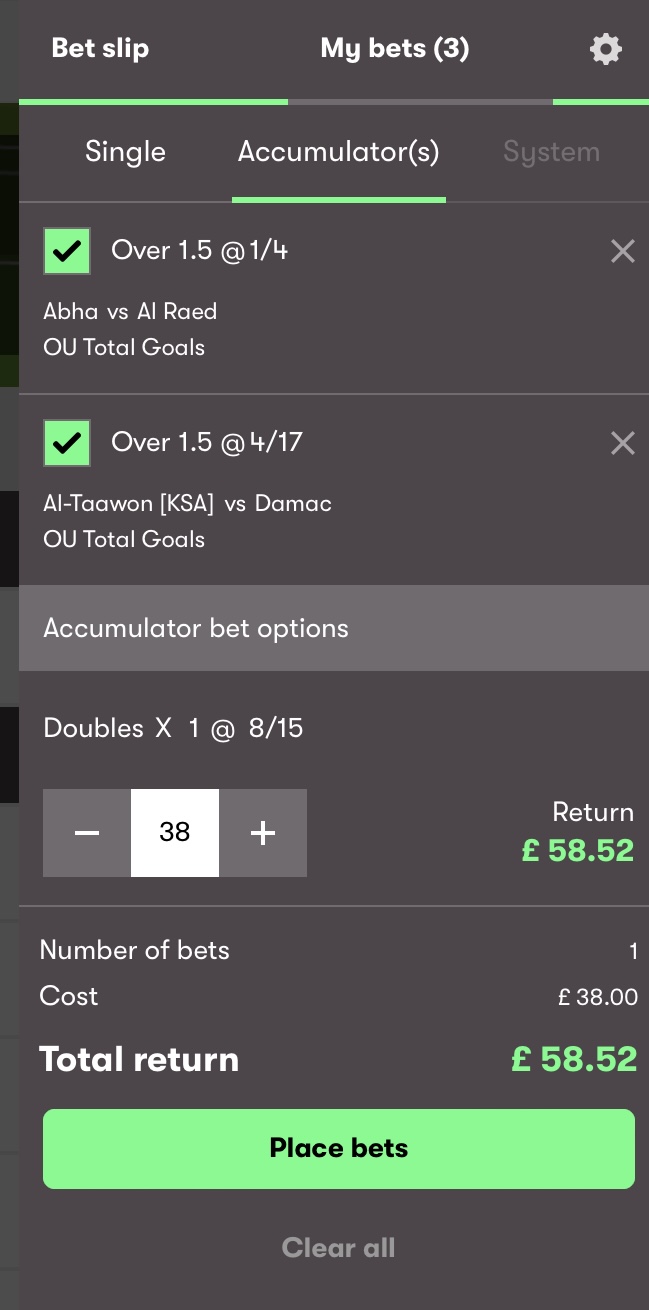 Bet slip My bets (3)
Single Accumulator(s) System
Over 1.5 @ 1/4
Abha vs Al Raed
OU Total Goals
Over 1.5 @ 4/17
Al-Taawon [KSA] vs Damac
OU Total Goals
Accumulator bet options
Doubles X 1 @ 8/15
38
Return
£ 58.52
Number of bets 1
Cost £ 38.00
Total return £ 58.52
Place bets
Clear all